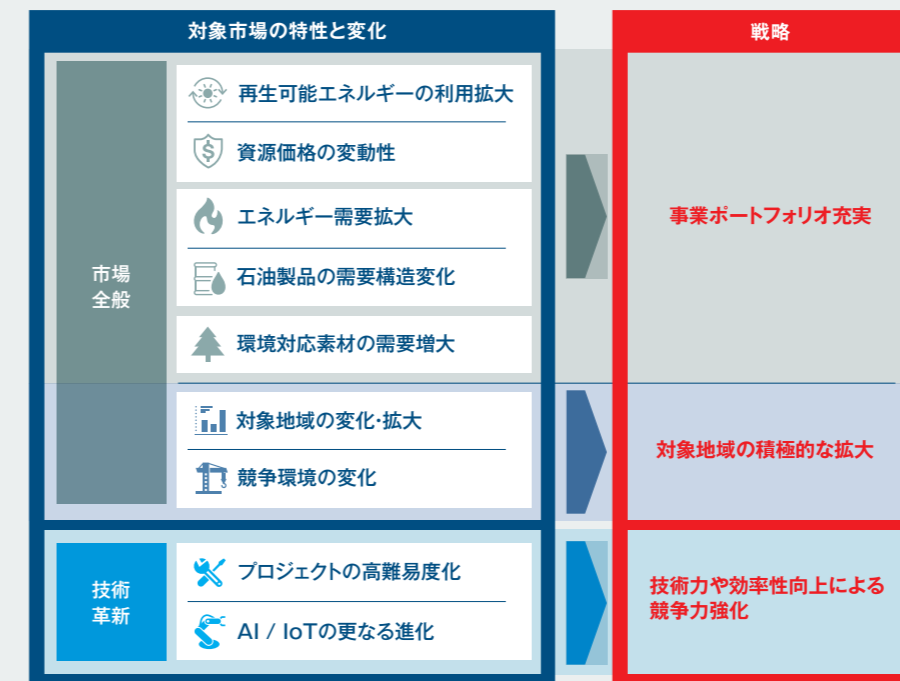 対象市場の特性と変化
戦略
市場
全般
再生可能エネルギーの利用拡大
資源価格の変動性
エネルギー需要拡大
石油製品の需要構造変化
環境対応素材の需要増大
事業ポートフォリオ充実
対象地域の変化・拡大
競争環境の変化
対象地域の積極的な拡大
技術
革新
プロジェクトの高難易度化
AI / IoTの更なる進化
技術力や効率性向上による
競争力強化